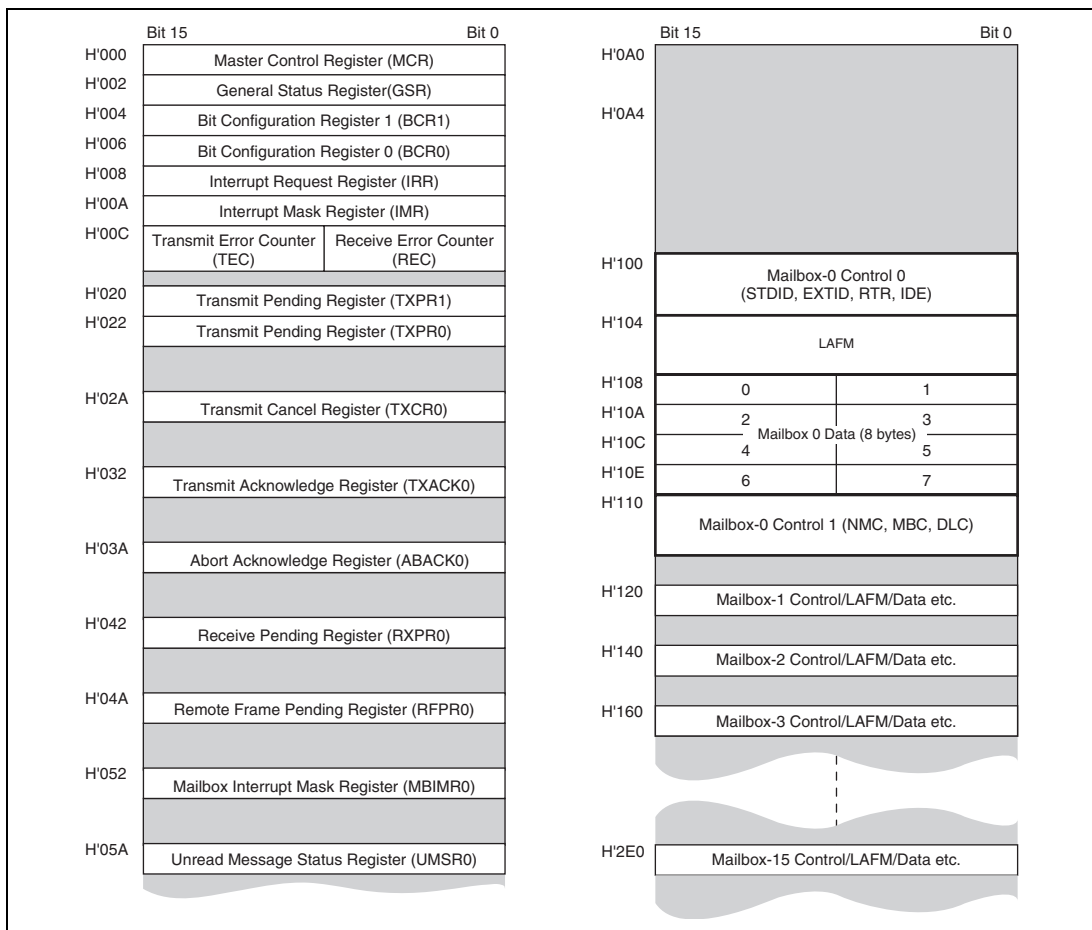 Bit 15 Bit 0
H'000 Master Control Register (MCR)
H'002 General Status Register(GSR)
H'004 Bit Configuration Register 1 (BCR1)
H'006 Bit Configuration Register 0 (BCR0)
H'008 Interrupt Request Register (IRR)
H'00A Interrupt Mask Register (IMR)
H'00C Transmit Error Counter (TEC) Receive Error Counter (REC)
H'020 Transmit Pending Register (TXPR1)
H'022 Transmit Pending Register (TXPR0)
H'02A Transmit Cancel Register (TXCR0)
H'032 Transmit Acknowledge Register (TXACK0)
H'03A Abort Acknowledge Register (ABACK0)
H'042 Receive Pending Register (RXPR0)
H'04A Remote Frame Pending Register (RFPR0)
H'052 Mailbox Interrupt Mask Register (MBIMR0)
H'05A Unread Message Status Register (UMSR0)
Bit 15 Bit 0
H'0A0
H'0A4
H'100 Mailbox-0 Control 0
(STDID, EXTID, RTR, IDE)
H'104 LAFM
H'108 0 1
H'10A 2 3
Mailbox 0 Data (8 bytes)
H'10C 4 5
H'10E 6 7
H'110 Mailbox-0 Control 1 (NMC, MBC, DLC)
H'120 Mailbox-1 Control/LAFM/Data etc.
H'140 Mailbox-2 Control/LAFM/Data etc.
H'160 Mailbox-3 Control/LAFM/Data etc.
H'2E0 Mailbox-15 Control/LAFM/Data etc.